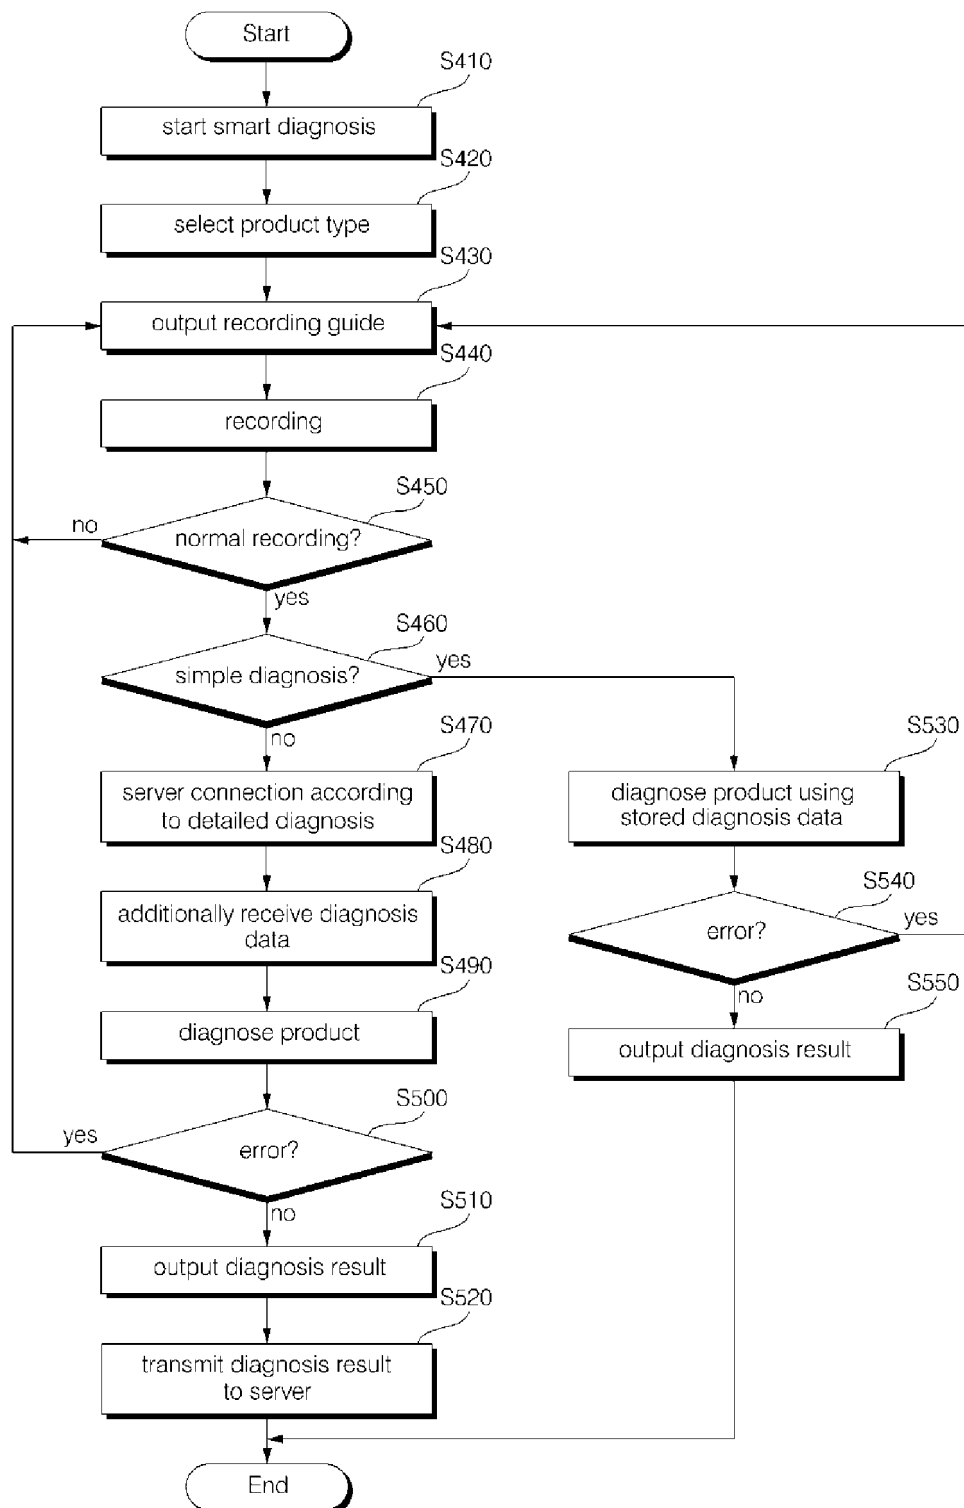 Start
S410
start smart diagnosis
S420
select product type
S430
output recording guide
S440
recording
S450
no
normal recording?
yes
S460
simple diagnosis?
yes
no
S470
server connection according
to detailed diagnosis
S530
diagnose product using
stored diagnosis data
S480
additionally receive diagnosis
data
S540
error?
yes
no
S490
diagnose product
S550
output diagnosis result
S500
yes
error?
no
S510
output diagnosis result
S520
transmit diagnosis result
to server
End